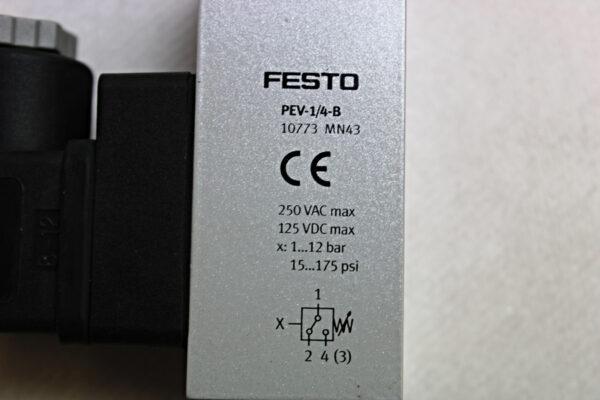 FESTO
PEV-1/4-B
10773 MN43
CE
250 VAC max
125 VDC max
x: 1...12 bar
15...175 psi
1
X
2 4 (3)